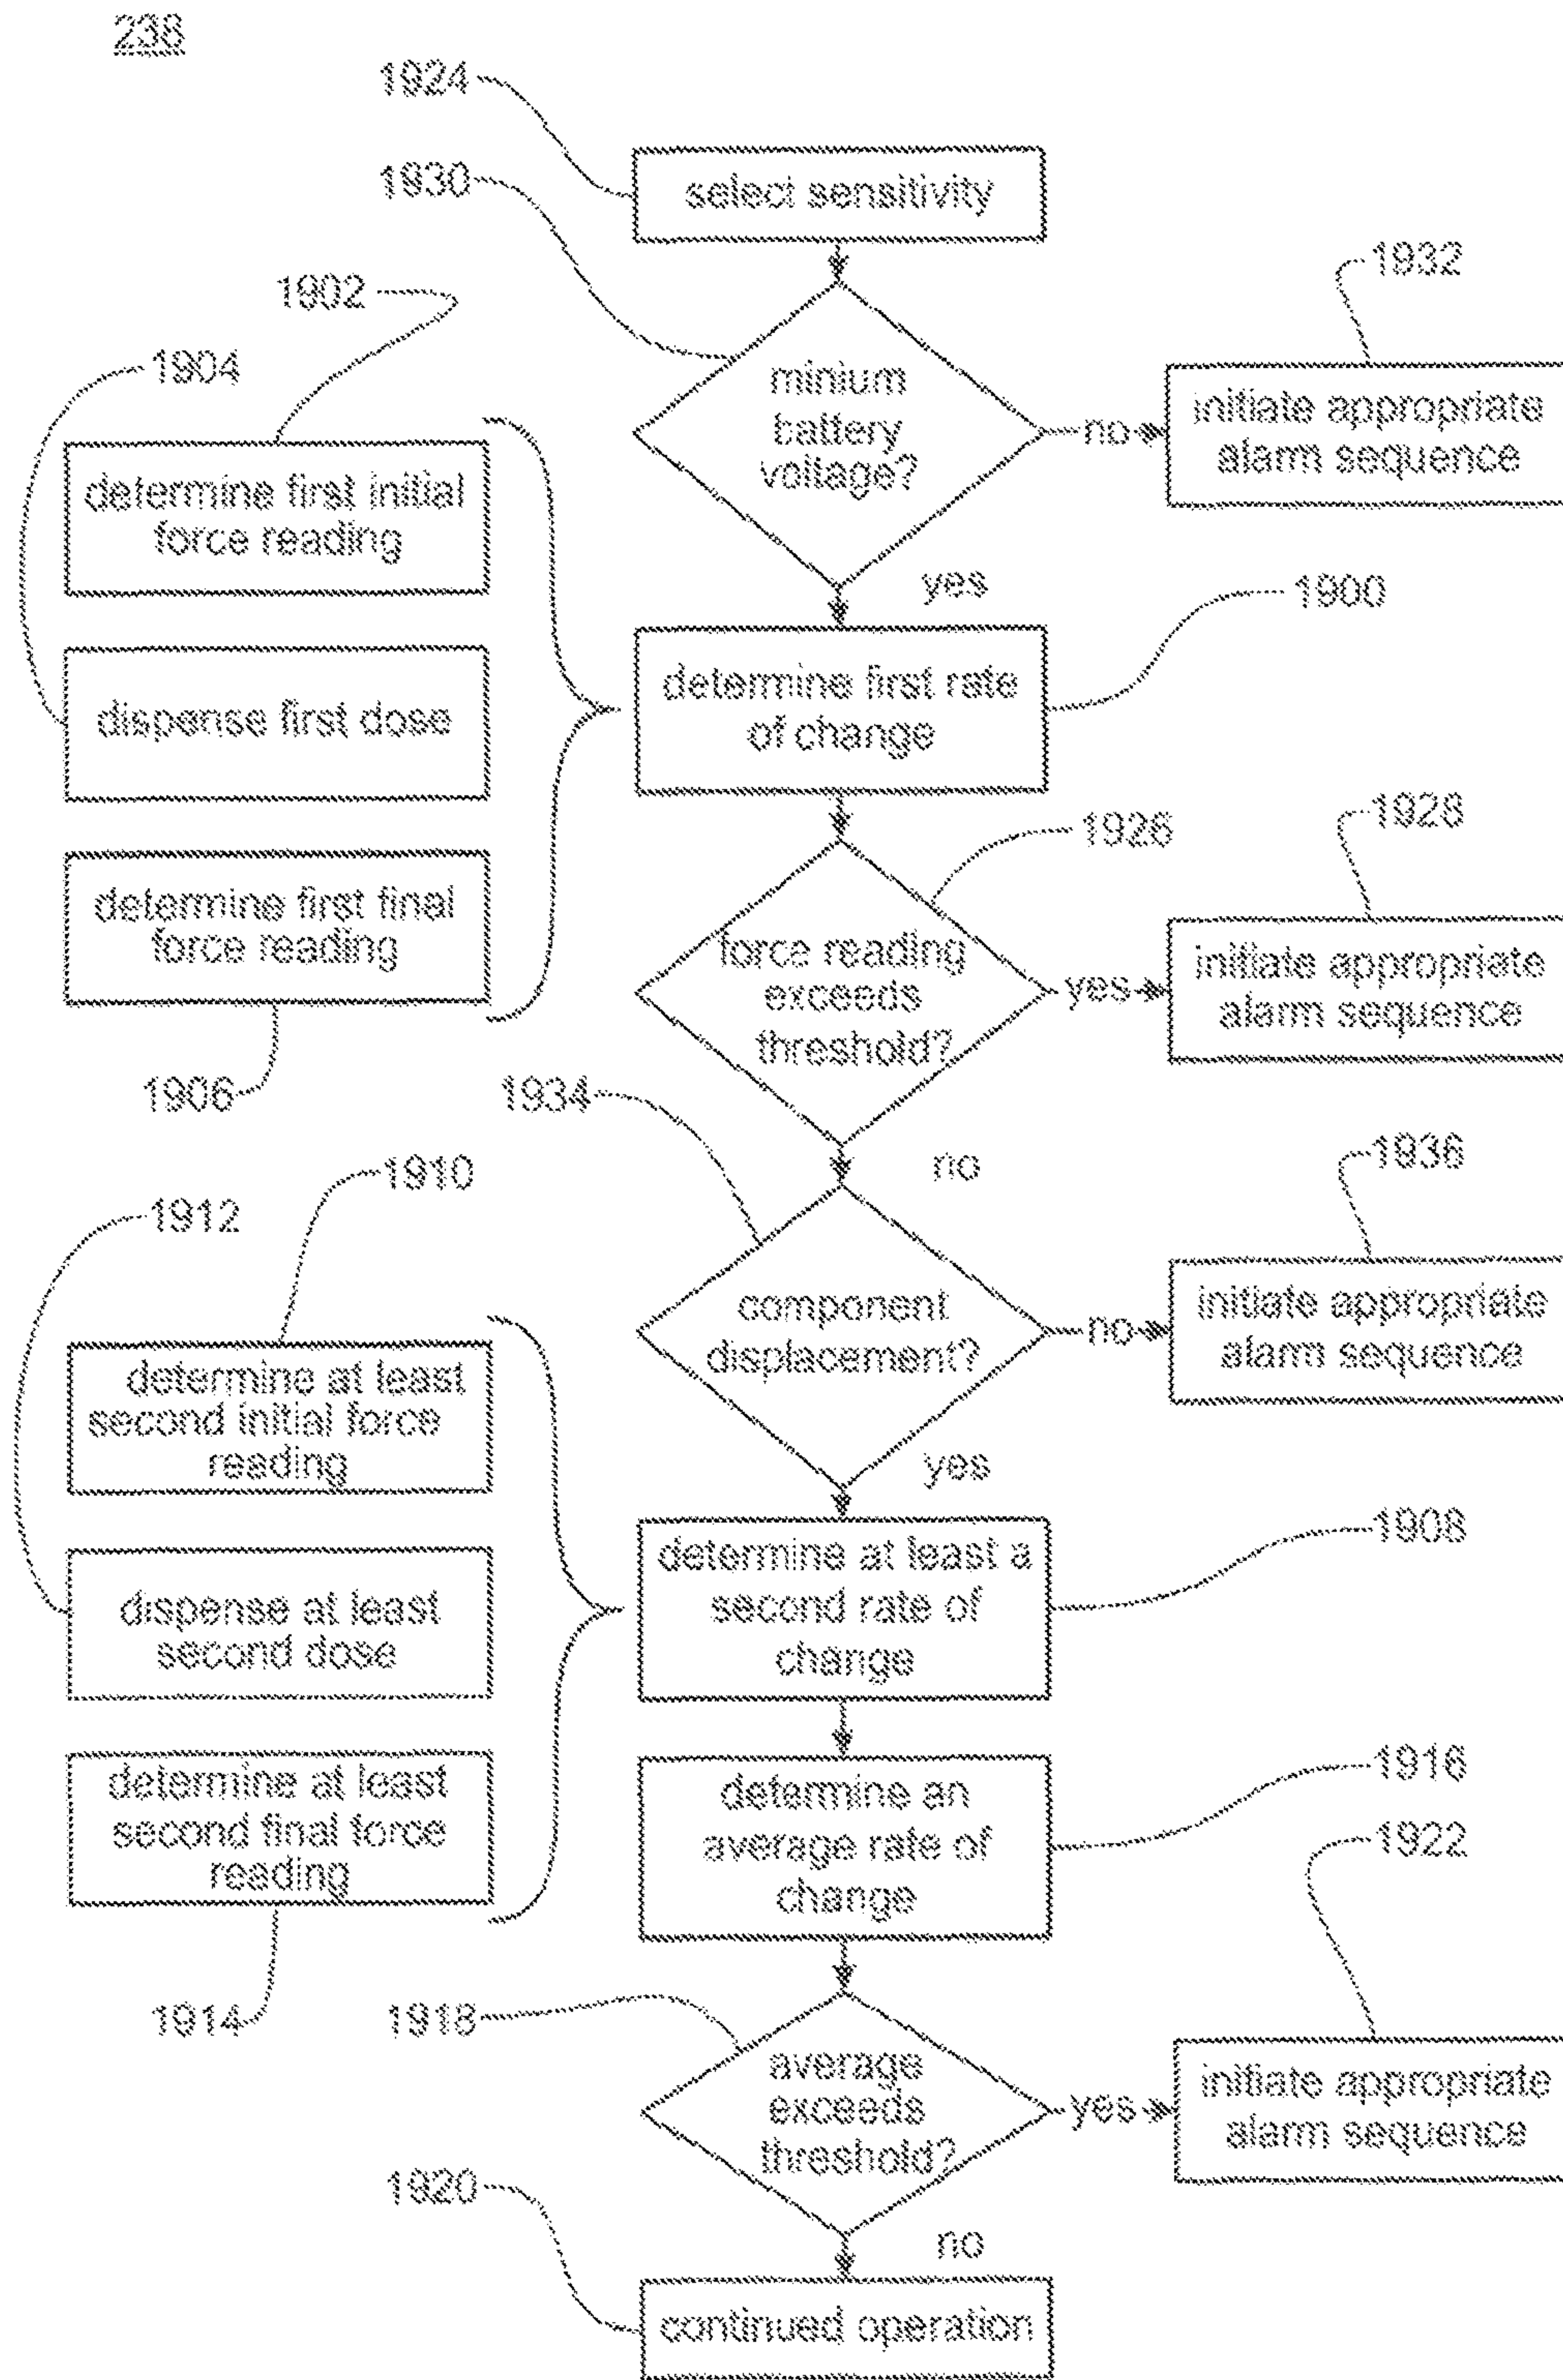 238
1924
select sensitivity
1930
minium
battery
voltage?
no
1932
initiate appropriate
alarm sequence
yes
1902
1904
determine first initial
force reading
dispense first dose
determine first final
force reading
1906
determine first rate
of change
1900
1926
force reading
exceeds
threshold?
yes
1928
initiate appropriate
alarm sequence
no
1934
component
displacement?
no
1936
initiate appropriate
alarm sequence
yes
1910
1912
determine at least
second initial force
reading
dispense at least
second dose
determine at least
second final force
reading
1914
determine at least a
second rate of
change
1908
determine an
average rate of
change
1916
1918
average
exceeds
threshold?
yes
1922
initiate appropriate
alarm sequence
no
1920
continued operation